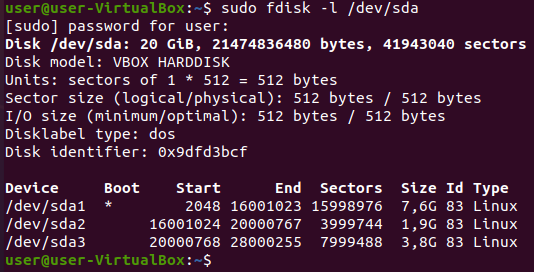 user@user-VirtualBox:~$ sudo fdisk -l /dev/sda
[sudo] password for user:
Disk /dev/sda: 20 GiB, 21474836480 bytes, 41943040 sectors
Disk model: VBOX HARDDISK
Units: sectors of 1 * 512 = 512 bytes
Sector size (logical/physical): 512 bytes / 512 bytes
I/O size (minimum/optimal): 512 bytes / 512 bytes
Disklabel type: dos
Disk identifier: 0x9dfd3bcf

Device     Boot    Start      End  Sectors  Size Id Type
/dev/sda1  *        2048 16001023 15998976  7,6G 83 Linux
/dev/sda2       16001024 20000767  3999744  1,9G 83 Linux
/dev/sda3       20000768 28000255  7999488  3,8G 83 Linux
user@user-VirtualBox:~$